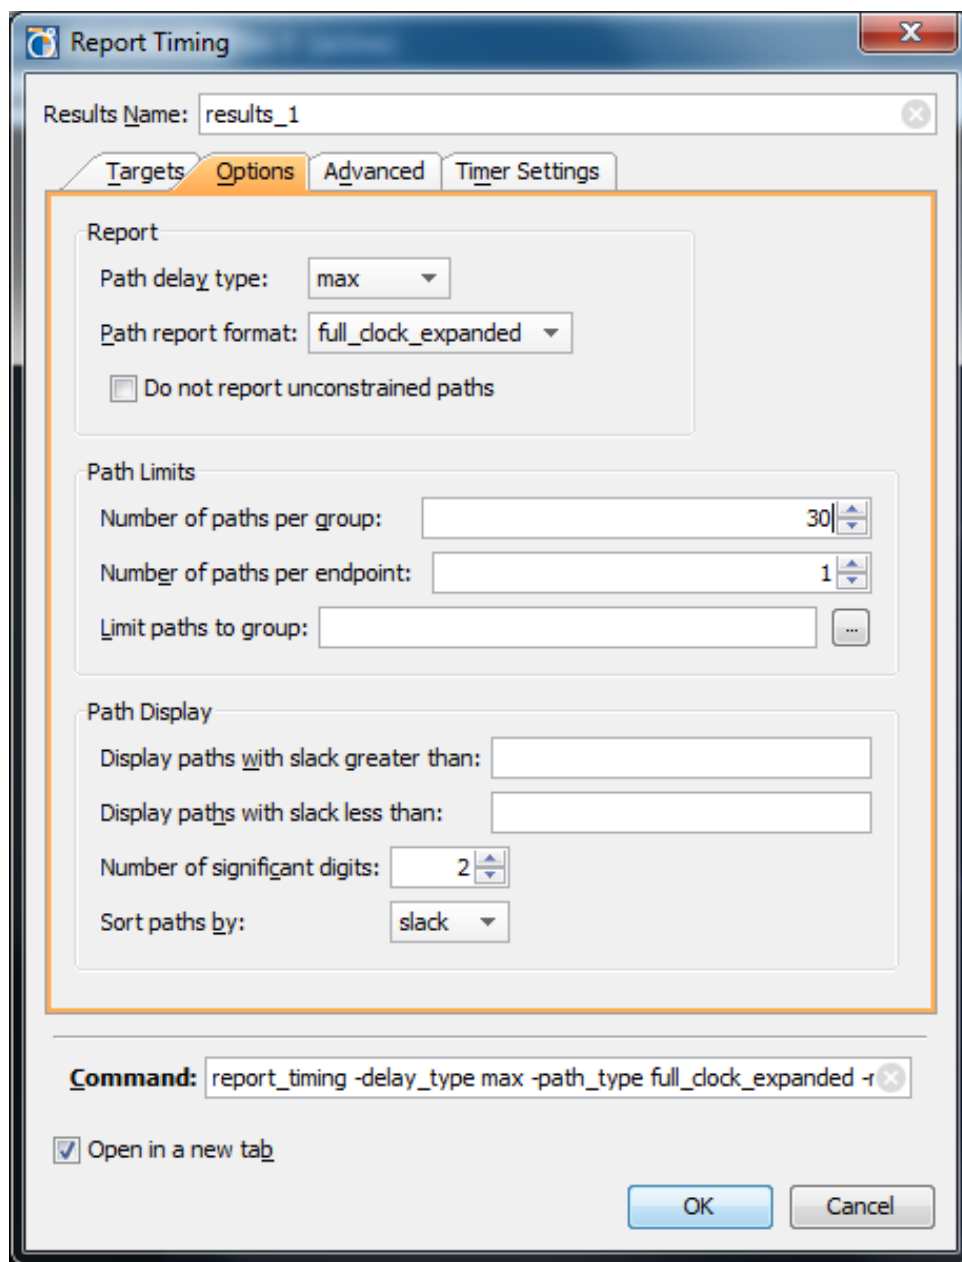 Report Timing
Results Name: results_1
Targets Options Advanced Timer Settings
Report
Path delay type: max
Path report format: full_clock_expanded
Do not report unconstrained paths
Path Limits
Number of paths per group: 30
Number of paths per endpoint: 1
Limit paths to group: ...
Path Display
Display paths with slack greater than:
Display paths with slack less than:
Number of significant digits: 2
Sort paths by: slack
Command: report_timing -delay_type max -path_type full_clock_expanded
Open in a new tab
OK Cancel